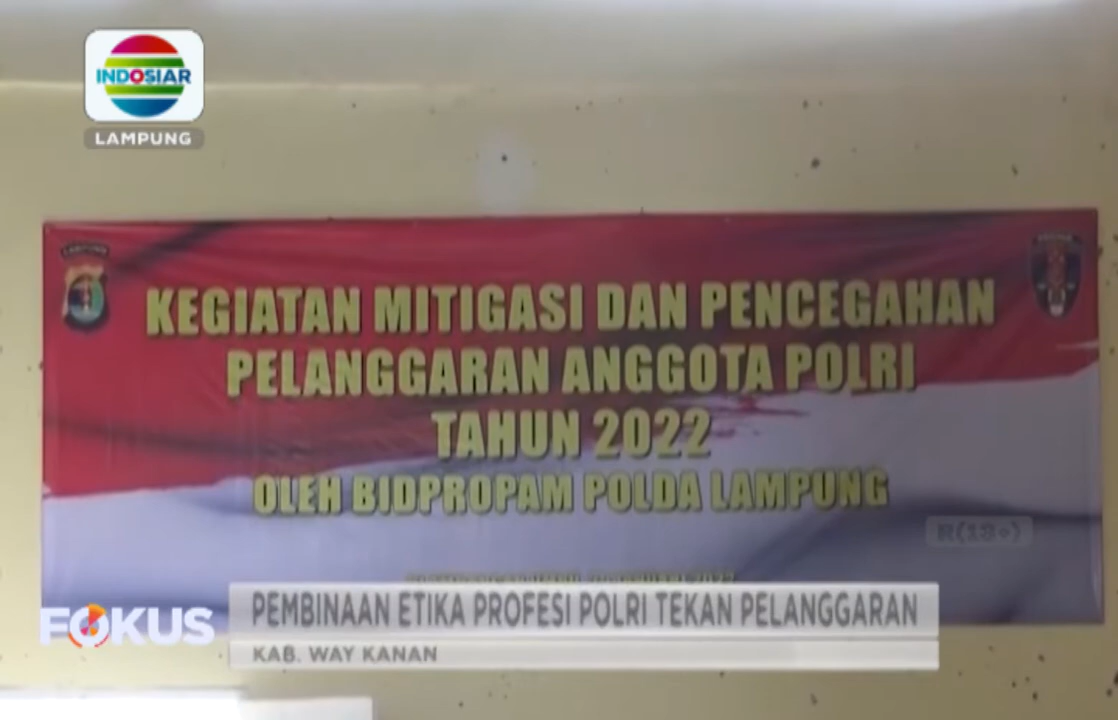 INDOSIAR
LAMPUNG
LAMPUNG
KEGIATAN MITIGASI DAN PENCEGAHAN
PELANGGARAN ANGGOTA POLRI
TAHUN 2022
OLEH BIDPROPAM POLDA LAMPUNG
R(13+)
FOKUS
PEMBINAAN ETIKA PROFESI POLRI TEKAN PELANGGARAN
KAB. WAY KANAN